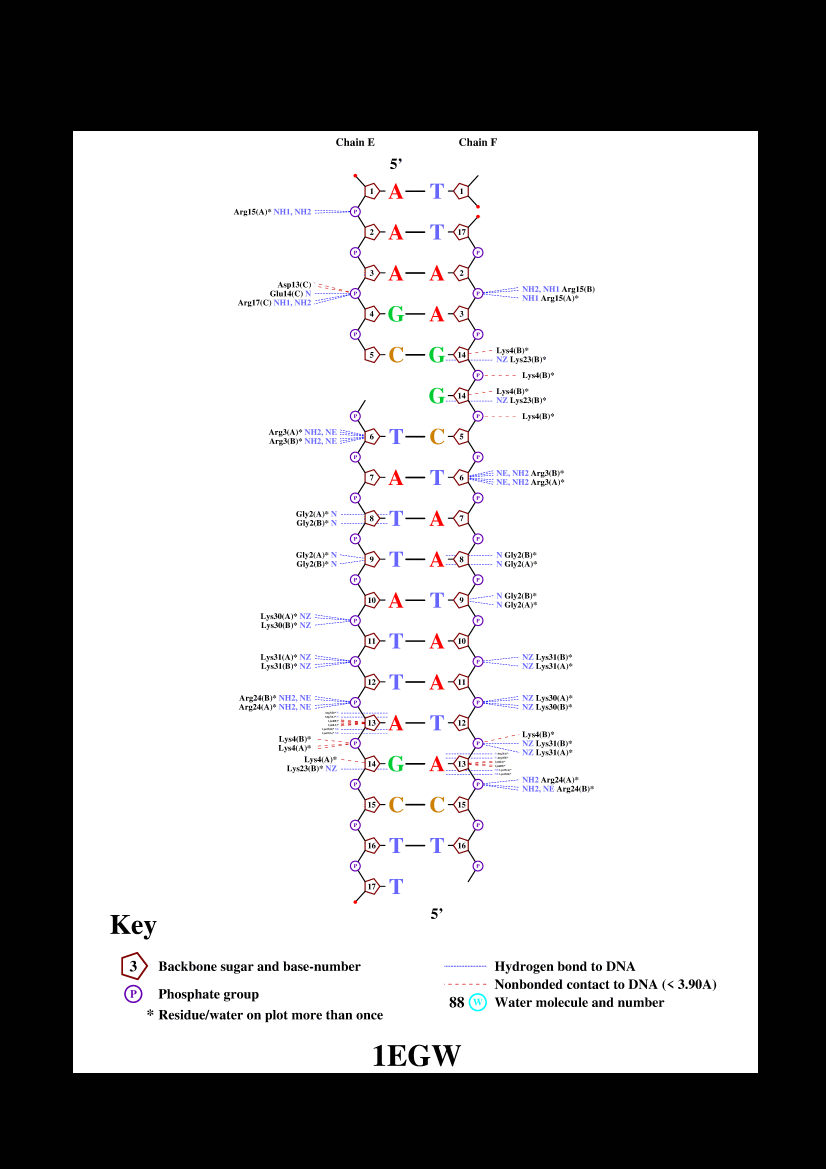 Chain E Chain F
5’
1 A T 1
P
Arg15(A)* NH1, NH2
2 A T 17
P P
3 A A 2
Asp13(C)
Glu14(C) N
Arg17(C) NH1, NH2
P P
NH2, NH1 Arg15(B)
NH1 Arg15(A)*
4 G A 3
P P
5 C G 14
Lys4(B)*
NZ Lys23(B)*
P Lys4(B)*
G 14
Lys4(B)*
NZ Lys23(B)*
P P Lys4(B)*
Arg3(A)* NH2, NE
Arg3(B)* NH2, NE
6 T C 5
P P
7 A T 6
NE, NH2 Arg3(B)*
NE, NH2 Arg3(A)*
P P
Gly2(A)* N
Gly2(B)* N
8 T A 7
P P
Gly2(A)* N
Gly2(B)* N
9 T A 8
N Gly2(B)*
N Gly2(A)*
P P
10 A T 9
N Gly2(B)*
N Gly2(A)*
Lys30(A)* NZ
Lys30(B)* NZ
P P
11 T A 10
Lys31(A)* NZ
Lys31(B)* NZ
P P
NZ Lys31(B)*
NZ Lys31(A)*
12 T A 11
Arg24(B)* NH2, NE
Arg24(A)* NH2, NE
P P
NZ Lys30(A)*
NZ Lys30(B)*
13 A T 12
Lys4(B)*
Lys4(A)*
P P
Lys4(B)*
NZ Lys31(B)*
NZ Lys31(A)*
Lys4(A)*
Lys23(B)* NZ
14 G A 13
P P
NH2 Arg24(A)*
NH2, NE Arg24(B)*
15 C C 15
P P
16 T T 16
P P
17 T
5’
Key
3 Backbone sugar and base-number
P Phosphate group
* Residue/water on plot more than once
Hydrogen bond to DNA
Nonbonded contact to DNA (< 3.90A)
88 W Water molecule and number
1EGW